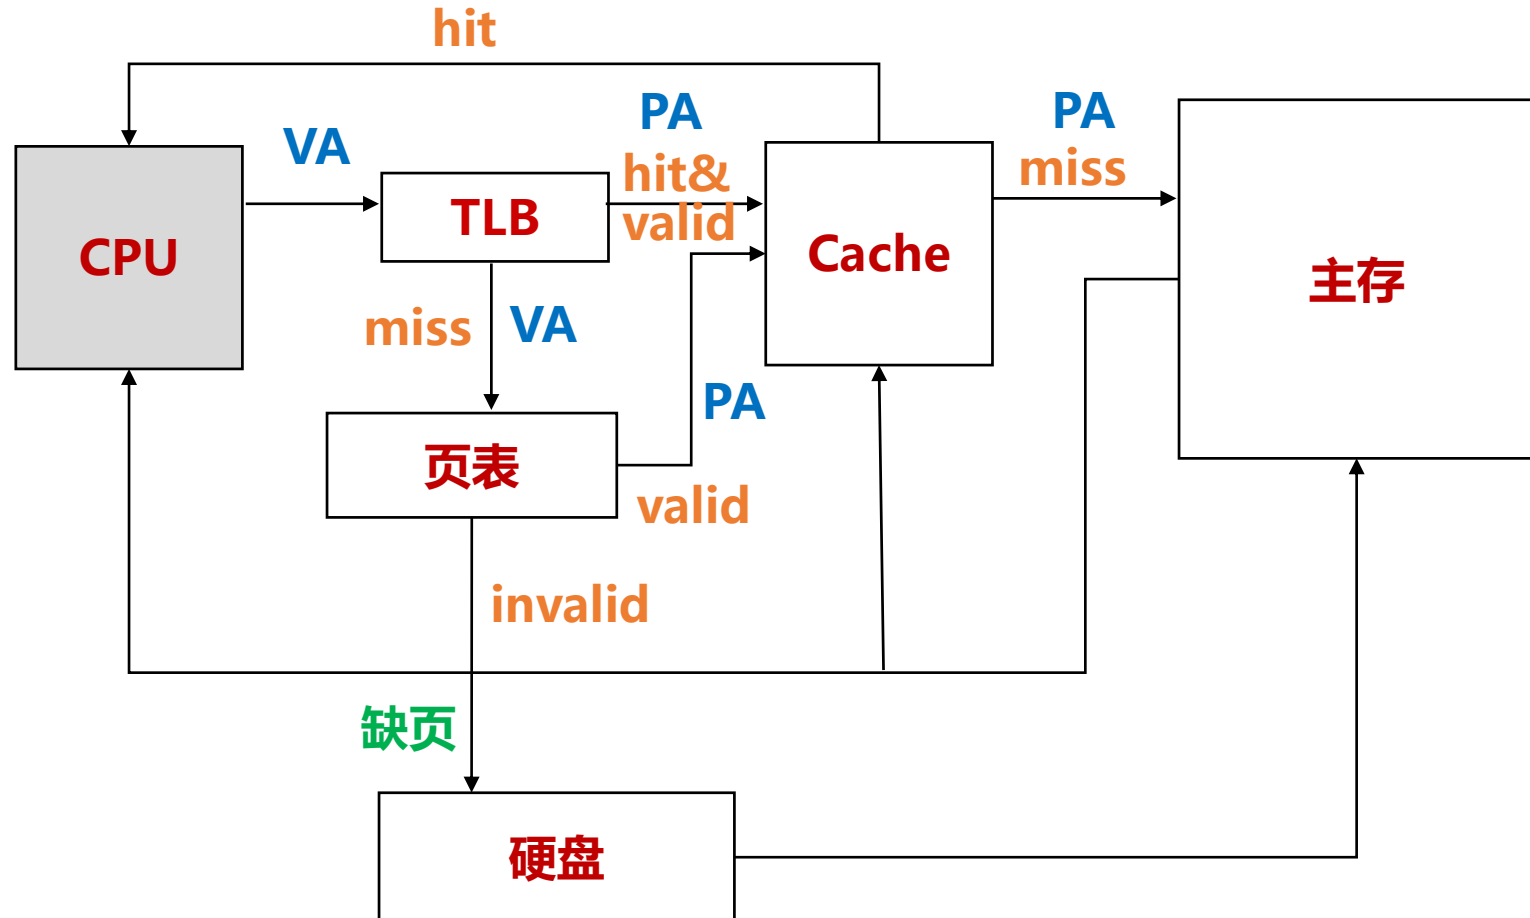 hit
VA
PA
hit&
valid
PA
miss
CPU
TLB
Cache
主存
miss
VA
PA
页表
valid
invalid
缺页
硬盘